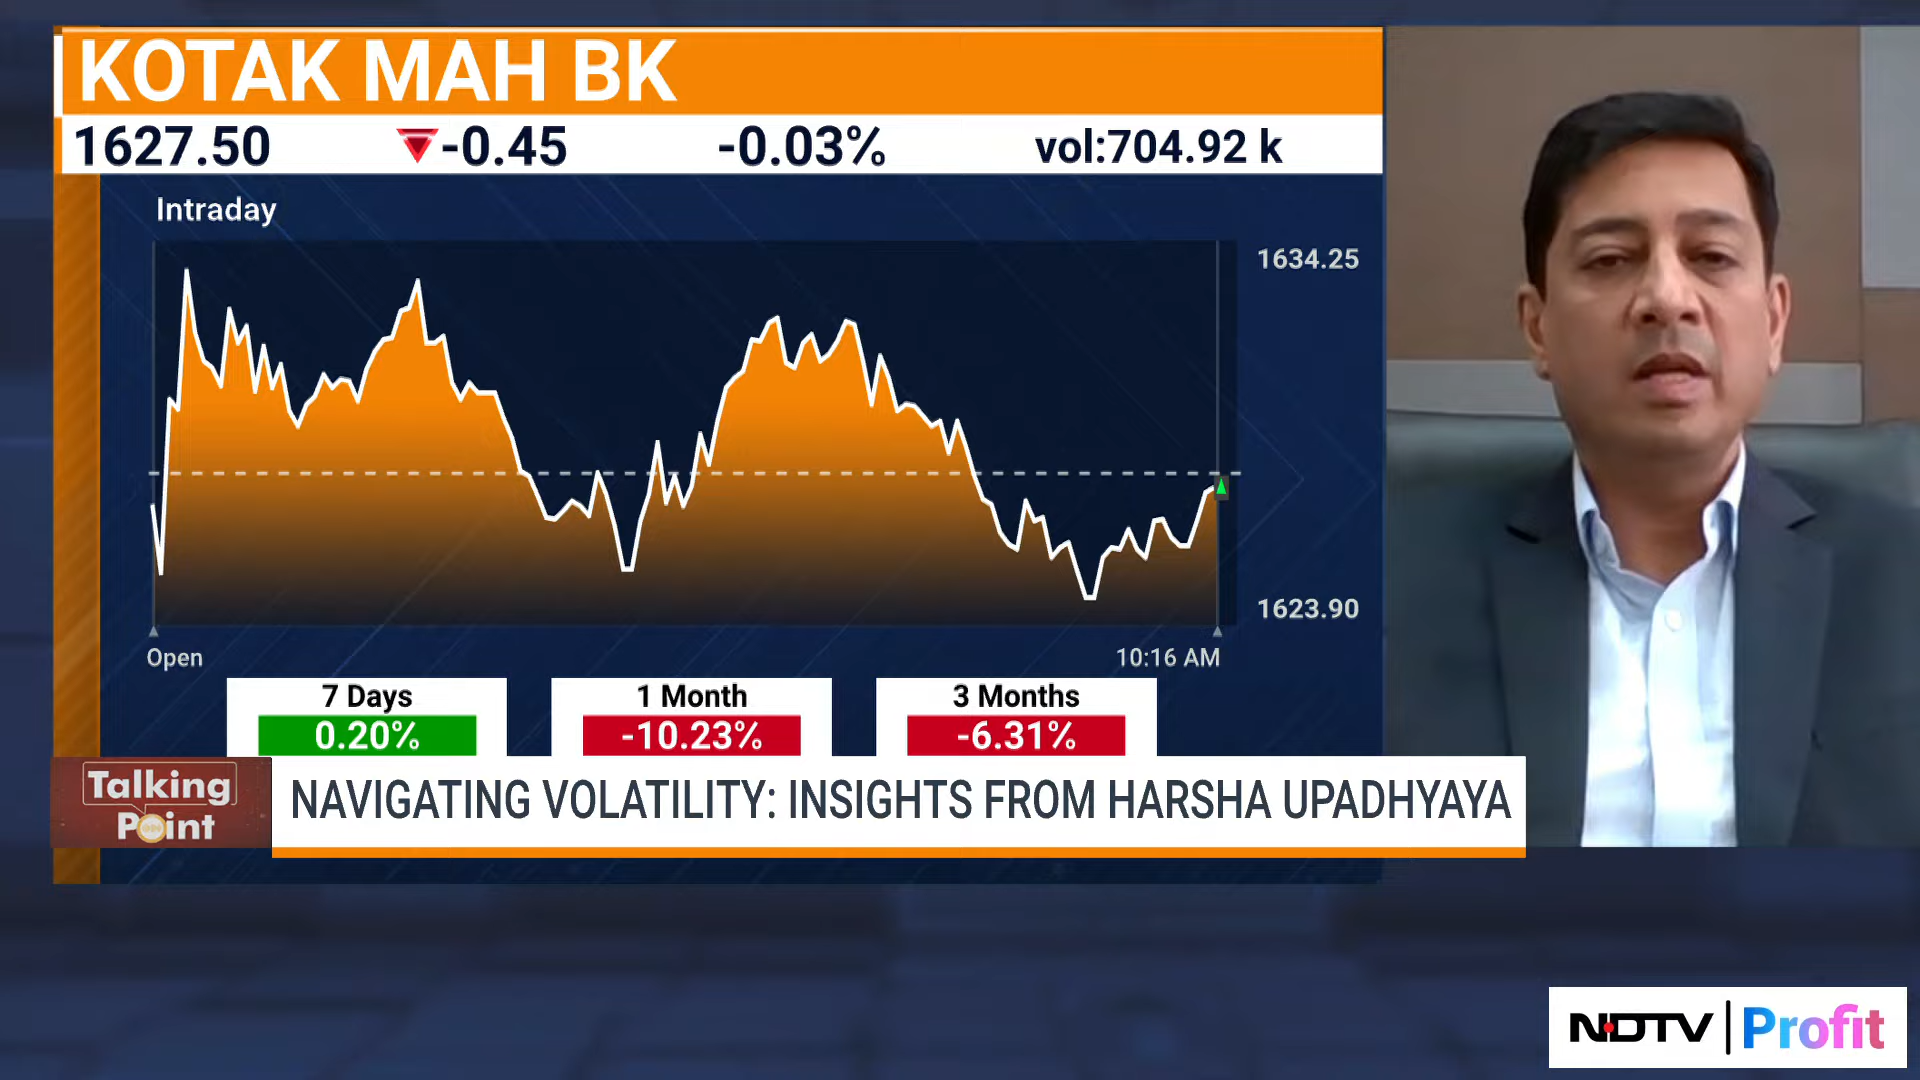 KOTAK MAH BK
1627.50 -0.45 -0.03% vol:704.92 k
Intraday
1634.25
1623.90
Open 10:16 AM
7 Days 1 Month 3 Months
0.20% -10.23% -6.31%
Talking
Point
NAVIGATING VOLATILITY: INSIGHTS FROM HARSHA UPADHYAYA
NDTV Profit